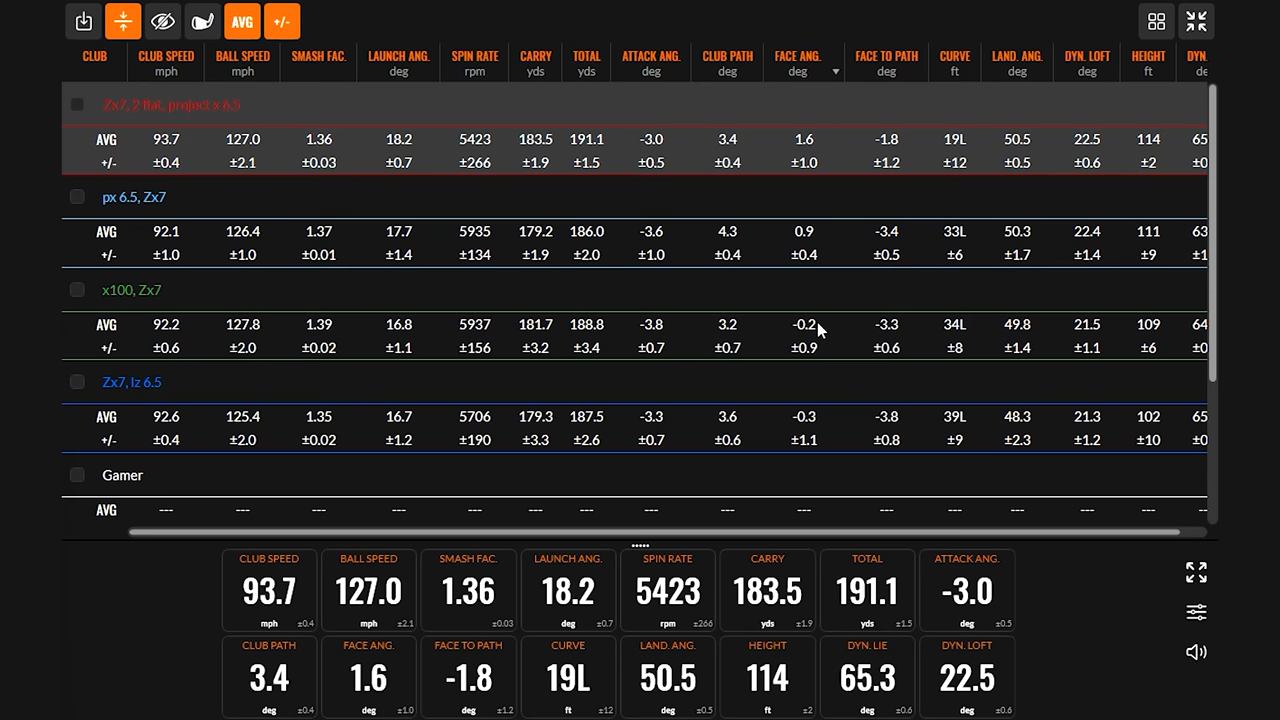 AVG +/-
CLUB CLUB SPEED BALL SPEED SMASH FAC. LAUNCH ANG. SPIN RATE CARRY TOTAL ATTACK ANG. CLUB PATH FACE ANG. FACE TO PATH CURVE LAND. ANG. DYN. LOFT HEIGHT DYN.
mph mph deg rpm yds yds deg deg deg deg ft deg deg ft de
Zx7, 2 flat, project x 6.5
AVG 93.7 127.0 1.36 18.2 5423 183.5 191.1 -3.0 3.4 1.6 -1.8 19L 50.5 22.5 114 65
+/- ±0.4 ±2.1 ±0.03 ±0.7 ±266 ±1.9 ±1.5 ±0.5 ±0.4 ±1.0 ±1.2 ±12 ±0.5 ±0.6 ±2 ±0
px 6.5, Zx7
AVG 92.1 126.4 1.37 17.7 5935 179.2 186.0 -3.6 4.3 0.9 -3.4 33L 50.3 22.4 111 63
+/- ±1.0 ±1.0 ±0.01 ±1.4 ±134 ±1.9 ±2.0 ±1.0 ±0.4 ±0.4 ±0.5 ±6 ±1.7 ±1.4 ±9 ±1
x100, Zx7
AVG 92.2 127.8 1.39 16.8 5937 181.7 188.8 -3.8 3.2 -0.2 -3.3 34L 49.8 21.5 109 64
+/- ±0.6 ±2.0 ±0.02 ±1.1 ±156 ±3.2 ±3.4 ±0.7 ±0.7 ±0.9 ±0.6 ±8 ±1.4 ±1.1 ±6 ±0
Zx7, lz 6.5
AVG 92.6 125.4 1.35 16.7 5706 179.3 187.5 -3.3 3.6 -0.3 -3.8 39L 48.3 21.3 102 65
+/- ±0.4 ±2.0 ±0.02 ±1.2 ±190 ±3.3 ±2.6 ±0.7 ±0.6 ±1.1 ±0.8 ±9 ±2.3 ±1.2 ±10 ±0
Gamer
AVG --- --- --- --- --- --- --- --- --- --- --- --- --- --- ---
CLUB SPEED BALL SPEED SMASH FAC. LAUNCH ANG. SPIN RATE CARRY TOTAL ATTACK ANG.
93.7 127.0 1.36 18.2 5423 183.5 191.1 -3.0
mph ±0.4 mph ±2.1 ±0.03 deg ±0.7 rpm ±266 yds ±1.9 yds ±1.5 deg ±0.5
CLUB PATH FACE ANG. FACE TO PATH CURVE LAND. ANG. HEIGHT DYN. LIE DYN. LOFT
3.4 1.6 -1.8 19L 50.5 114 65.3 22.5
deg ±0.4 deg ±1.0 deg ±1.2 ft ±12 deg ±0.5 ft ±2 deg ±0.6 deg ±0.6